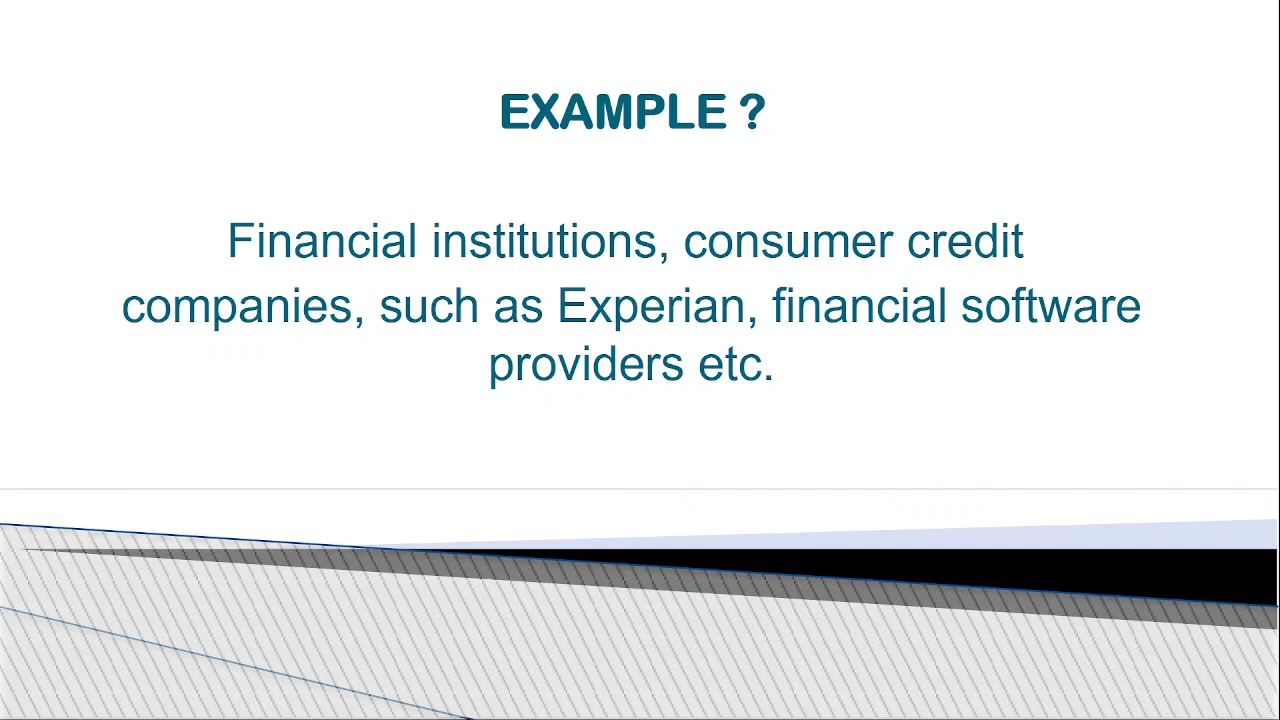 EXAMPLE ?
Financial institutions, consumer credit
companies, such as Experian, financial software
providers etc.